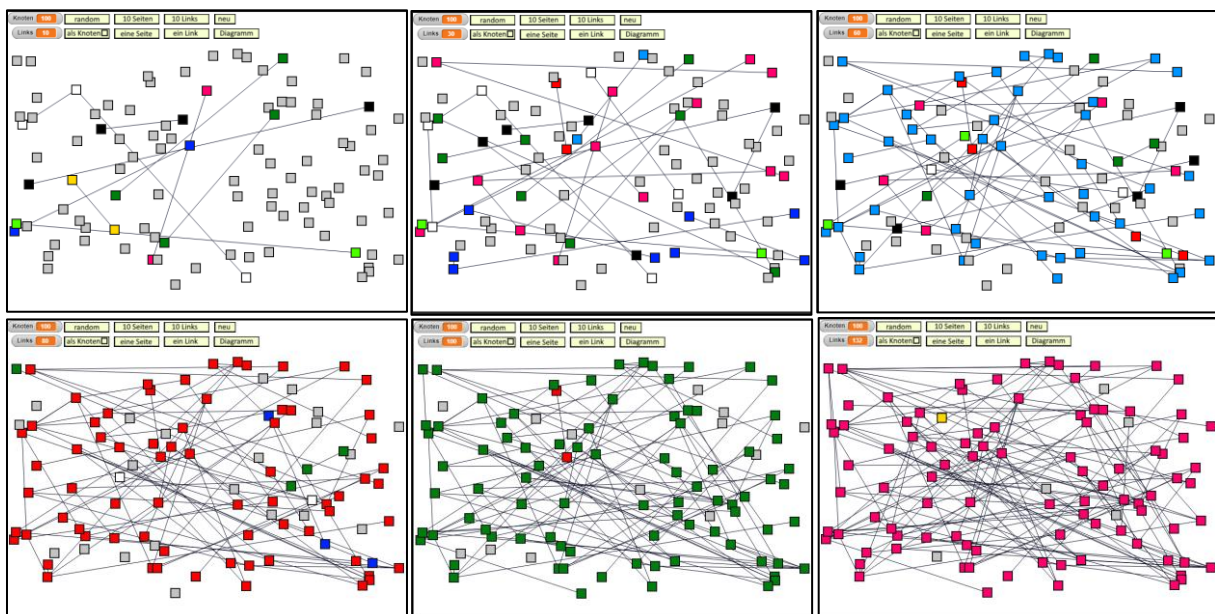 Knoten 100 random 10 Seiten 10 Links neu
Links 10 als Knoten eine Seite ein Link Diagramm
Knoten 100 random 10 Seiten 10 Links neu
Links als Knoten eine Seite ein Link Diagramm
Knoten 100 random 10 Seiten 10 Links neu
Links als Knoten eine Seite ein Link Diagramm
Knoten 100 random 10 Seiten 10 Links neu
Links als Knoten eine Seite ein Link Diagramm
Knoten 100 random 10 Seiten 10 Links neu
Links 100 als Knoten eine Seite ein Link Diagramm
Knoten 100 random 10 Seiten 10 Links neu
Links 132 als Knoten eine Seite ein Link Diagramm